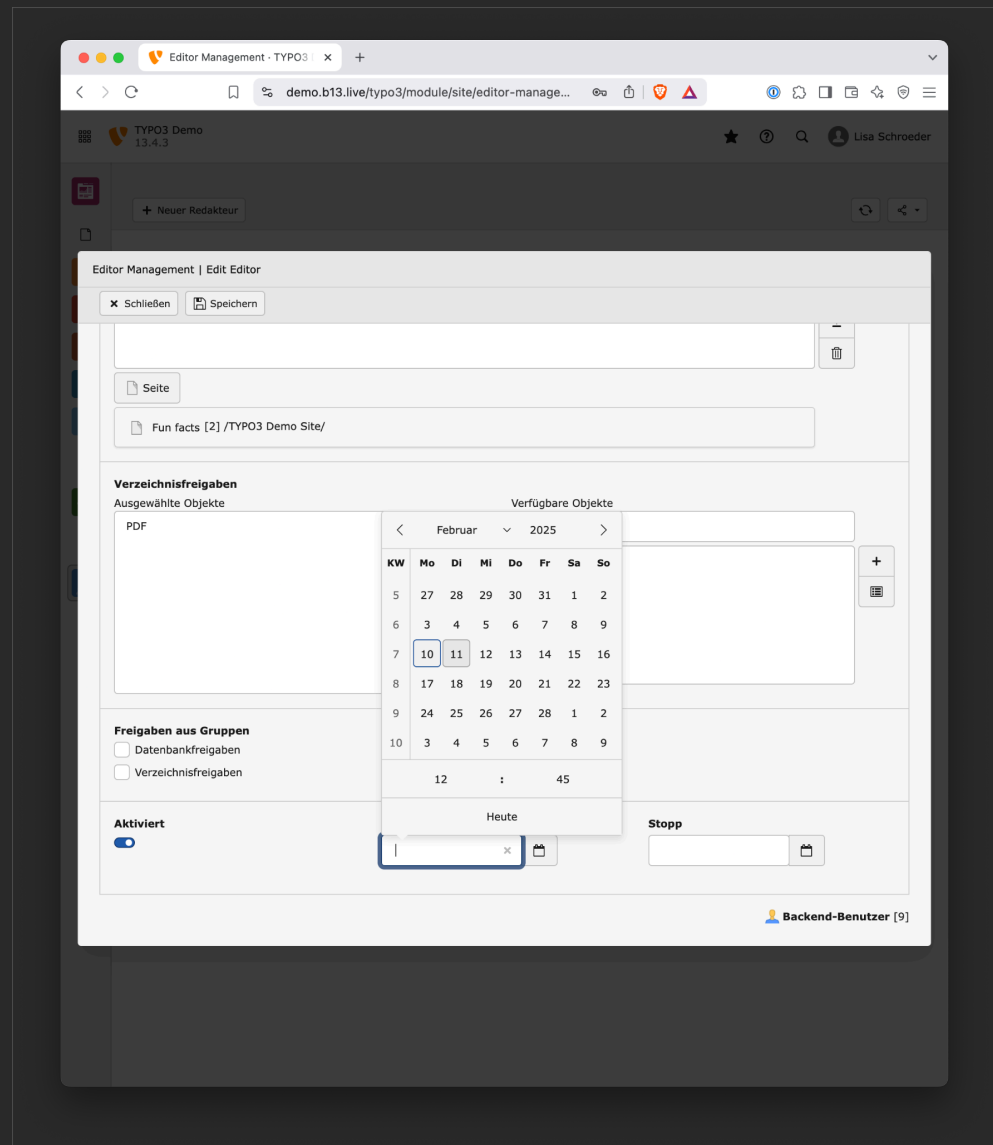 Editor Management · TYPO3
demo.b13.live/typo3/module/site/editor-manage...
TYPO3 Demo
13.4.3
Lisa Schroeder
+ Neuer Redakteur
Editor Management | Edit Editor
Schließen
Speichern
Seite
Fun facts [2] /TYPO3 Demo Site/
Verzeichnisfreigaben
Ausgewählte Objekte
Verfügbare Objekte
PDF
Februar 2025
KW Mo Di Mi Do Fr Sa So
5 27 28 29 30 31 1 2
6 3 4 5 6 7 8 9
7 10 11 12 13 14 15 16
8 17 18 19 20 21 22 23
9 24 25 26 27 28 1 2
10 3 4 5 6 7 8 9
12 : 45
Heute
Freigaben aus Gruppen
Datenbankfreigaben
Verzeichnisfreigaben
Aktiviert
Stopp
Backend-Benutzer [9]